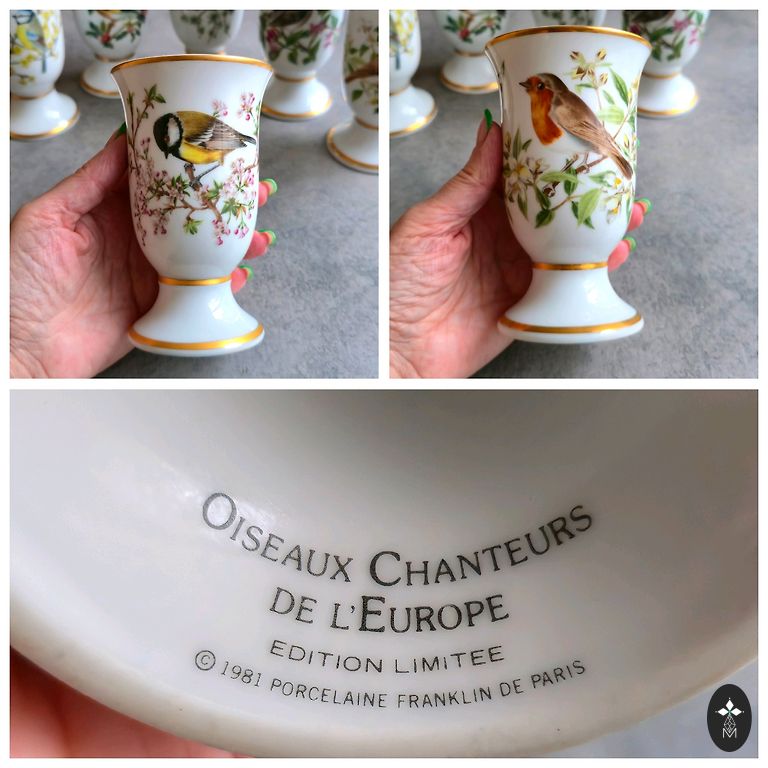 OISEAUX CHANTEURS
DE L'EUROPE
EDITION LIMITEE
© 1981 PORCELAINE FRANKLIN DE PARIS
M